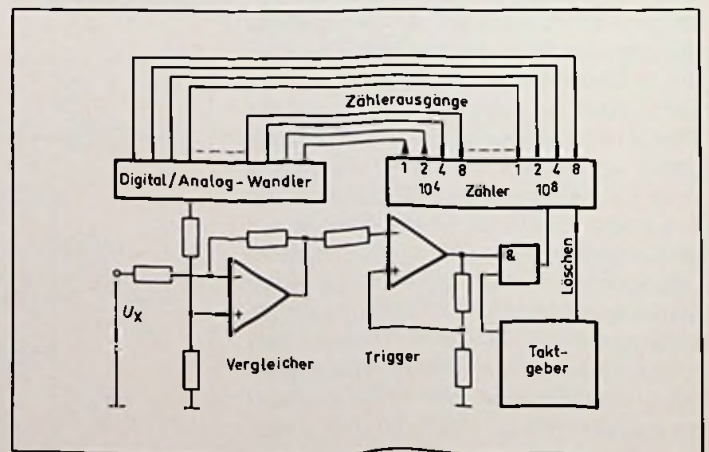 Zählerausgänge
Digital/Analog-Wandler
1 2 4 8 1 2 4 8
10⁴ Zähler 10⁸
-
+
Uₓ
Vergleicher
-
+
Trigger
&
Löschen
Takt-
geber